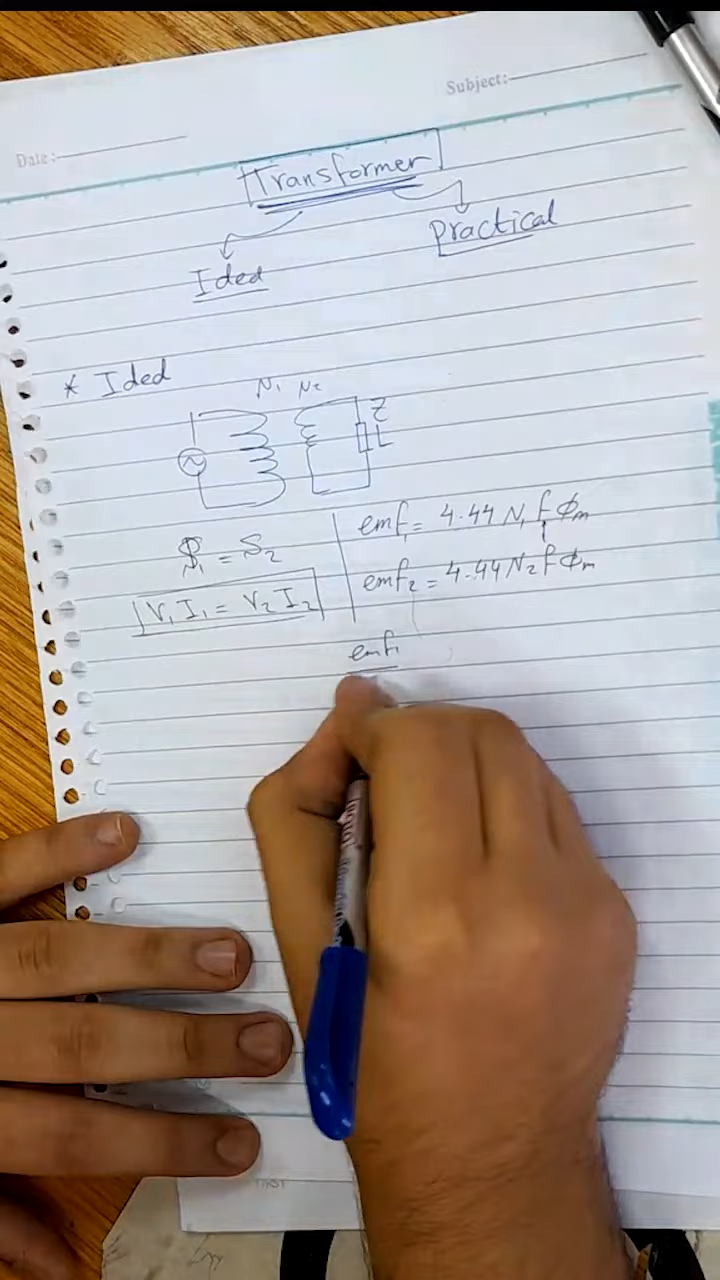 Subject:
Date:
Transformer
Practical
Ided
* Ided
N1 N2
Z
L
S1 = S2
V1 I1 = V2 I2
emf1 = 4.44 N1 f Φm
emf2 = 4.44 N2 f Φm
emf1